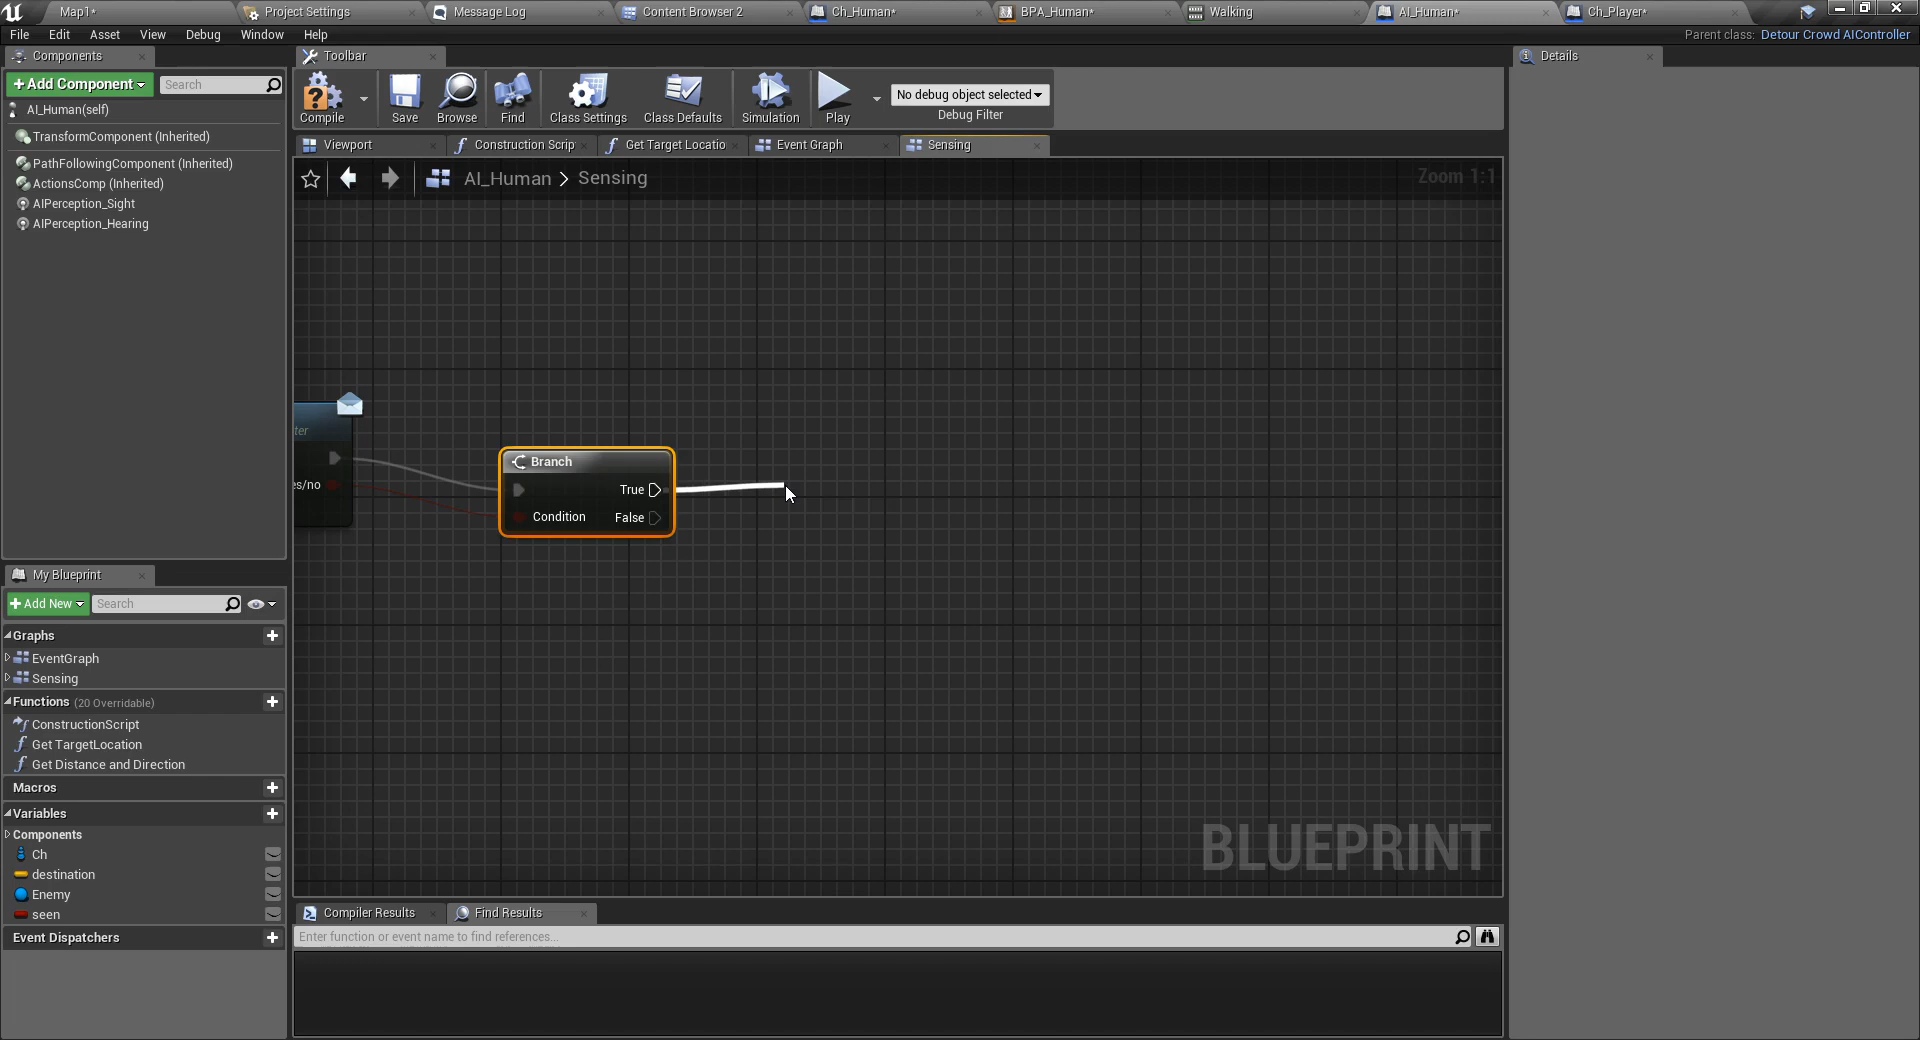 Map1*
Project Settings
Message Log
Content Browser 2
Ch_Human*
BPA_Human*
Walking
AI_Human*
Ch_Player*
File Edit Asset View Debug Window Help
Parent class: Detour Crowd AIController
Components
Toolbar
Details
+Add Component
Search
AI_Human(self)
TransformComponent (Inherited)
PathFollowingComponent (Inherited)
ActionsComp (Inherited)
AIPerception_Sight
AIPerception_Hearing
Compile
Save
Browse
Find
Class Settings
Class Defaults
Simulation
Play
No debug object selected
Debug Filter
Viewport
Construction Scrip
Get Target Locatio
Event Graph
Sensing
AI_Human > Sensing
Zoom 1:1
ter
es/no
Branch
True
Condition
False
BLUEPRINT
My Blueprint
+Add New
Search
Graphs
EventGraph
Sensing
Functions (20 Overridable)
ConstructionScript
Get TargetLocation
Get Distance and Direction
Macros
Variables
Components
Ch
destination
Enemy
seen
Event Dispatchers
Compiler Results
Find Results
Enter function or event name to find references...